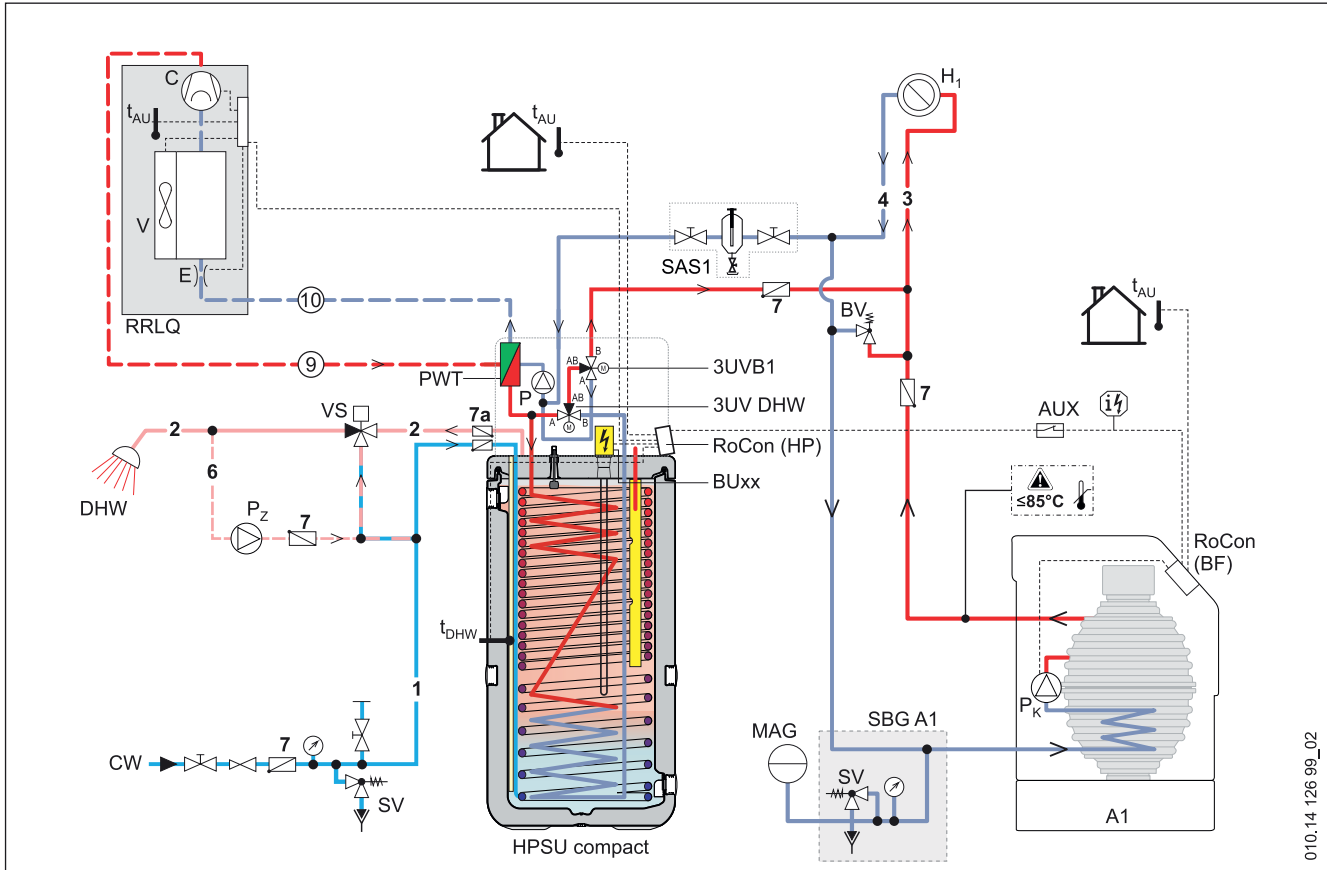 C
tAU
V
E
RRLQ
10
9
tAU
H1
4
3
SAS1
7
BV
tAU
PWT
P
AB
B
A
M
AB
A
B
M
3UVB1
3UV DHW
RoCon (HP)
BUxx
7
AUX
i
VS
2
2
7a
6
DHW
PZ
7
≤85°C
RoCon
(BF)
tDHW
1
CW
7
SV
HPSU compact
MAG
SBG A1
SV
PK
A1
010.14 126 99_02